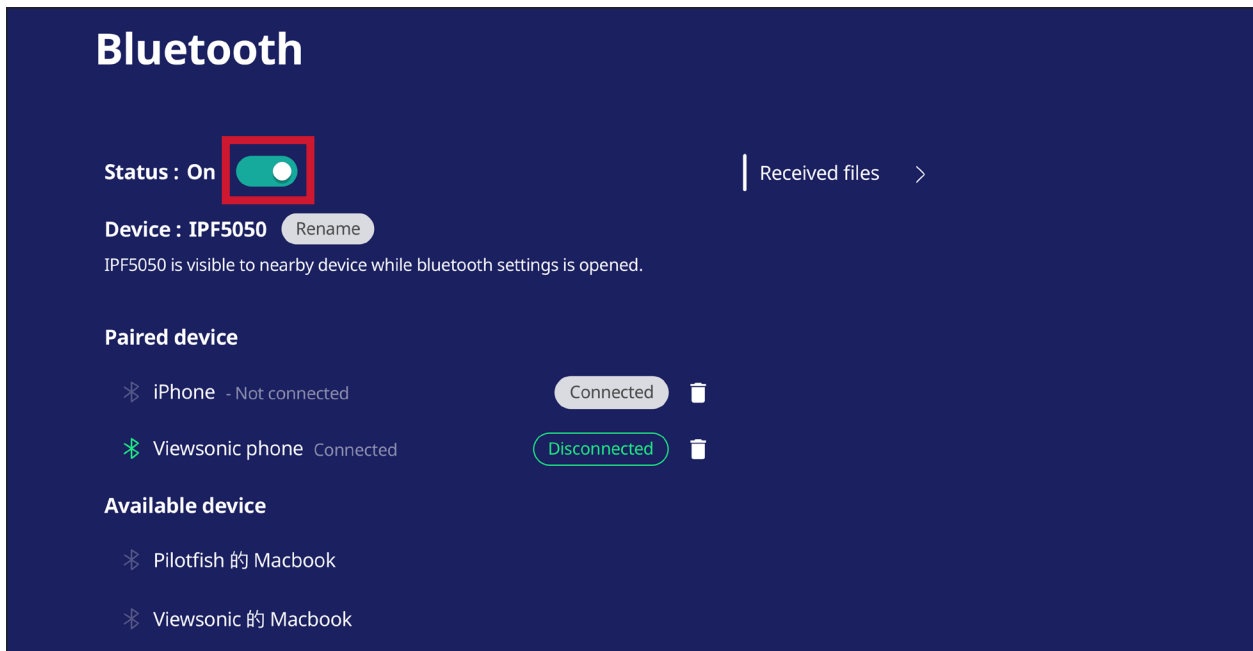 Bluetooth
Status : On
Received files
Device : IPF5050 Rename
IPF5050 is visible to nearby device while bluetooth settings is opened.
Paired device
iPhone - Not connected Connected
Viewsonic phone Connected Disconnected
Available device
Pilotfish 的 Macbook
Viewsonic 的 Macbook